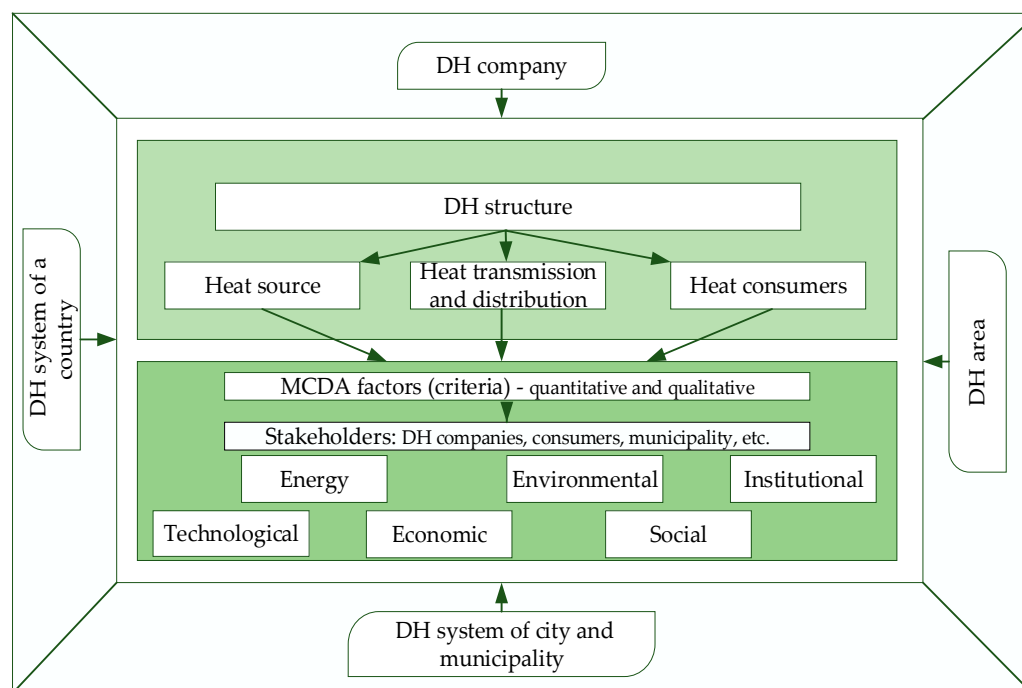 DH company
DH system of a
country
DH structure
Heat source
Heat transmission
and distribution
Heat consumers
MCDA factors (criteria) - quantitative and qualitative
Stakeholders: DH companies, consumers, municipality, etc.
Energy
Environmental
Institutional
Technological
Economic
Social
DH area
DH system of city and
municipality